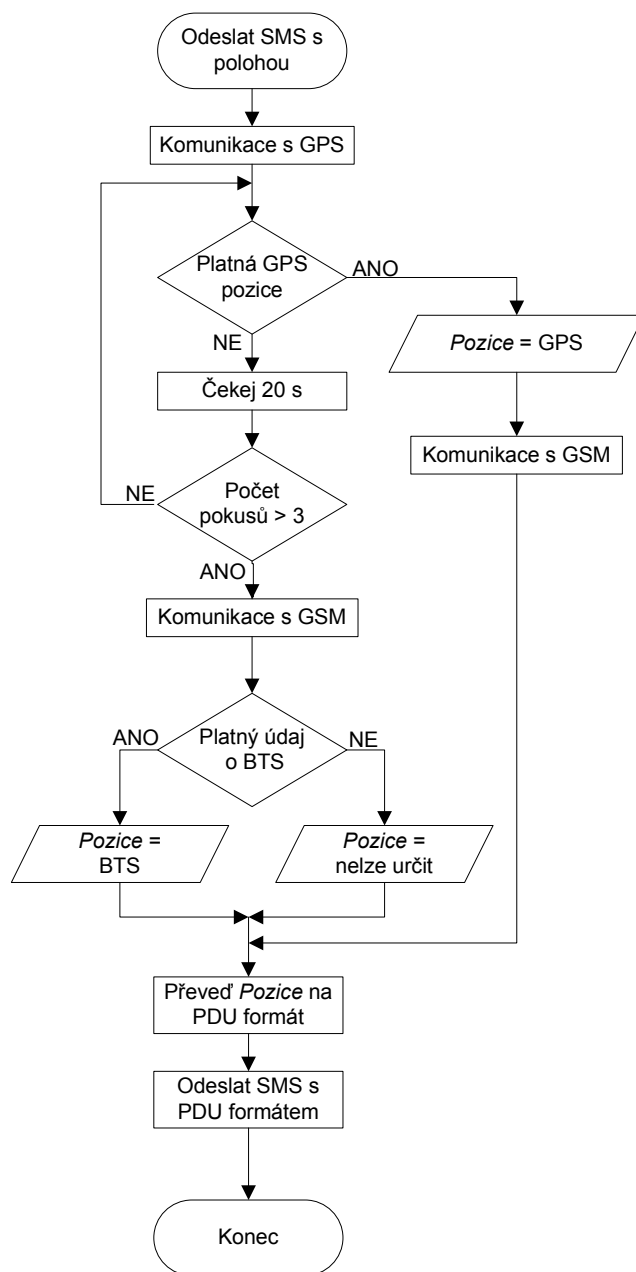 Odeslat SMS s
polohou
Komunikace s GPS
Platná GPS
pozice
ANO
NE
Pozice = GPS
Čekej 20 s
Komunikace s GSM
NE
Počet
pokusů > 3
ANO
Komunikace s GSM
ANO
Platný údaj
o BTS
NE
Pozice =
BTS
Pozice =
nelze určit
Převeď Pozice na
PDU formát
Odeslat SMS s
PDU formátem
Konec